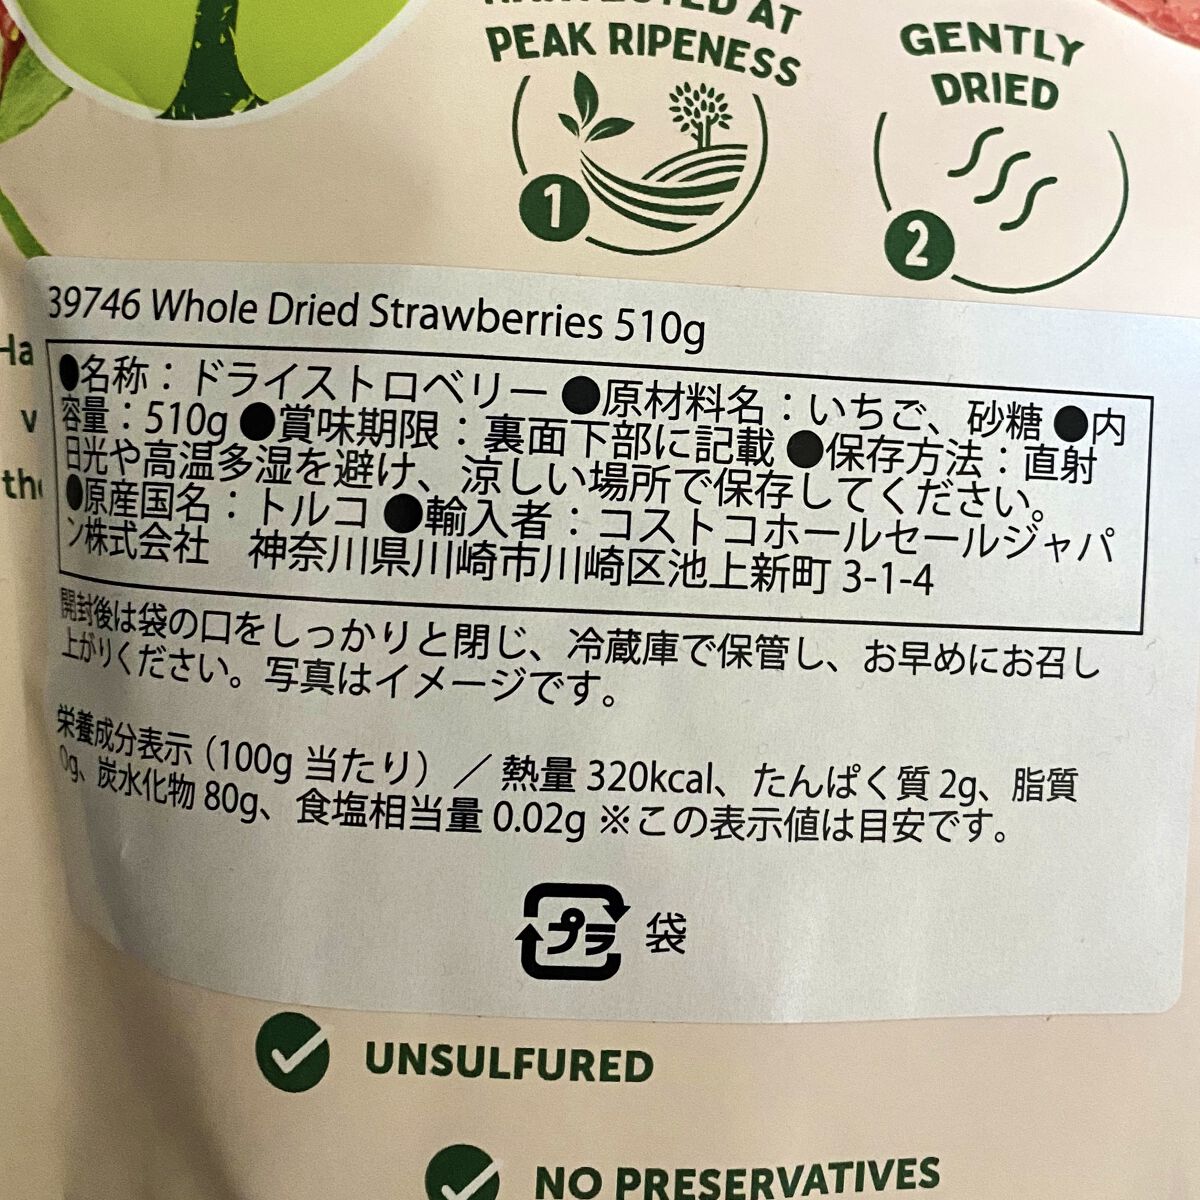 HARVESTED AT
PEAK RIPENESS
1
GENTLY
DRIED
2
39746 Whole Dried Strawberries 510g
●名称：ドライストロベリー ●原材料名：いちご、砂糖 ●内
容量：510g ●賞味期限：裏面下部に記載 ●保存方法：直射
日光や高温多湿を避け、涼しい場所で保存してください。
●原産国名：トルコ ●輸入者：コストコホールセールジャパ
ン株式会社　神奈川県川崎市川崎区池上新町 3-1-4
開封後は袋の口をしっかりと閉じ、冷蔵庫で保管し、お早めにお召し
上がりください。写真はイメージです。
栄養成分表示（100g 当たり）／ 熱量 320kcal、たんぱく質 2g、脂質
0g、炭水化物 80g、食塩相当量 0.02g ※この表示値は目安です。
プラ 袋
UNSULFURED
NO PRESERVATIVES